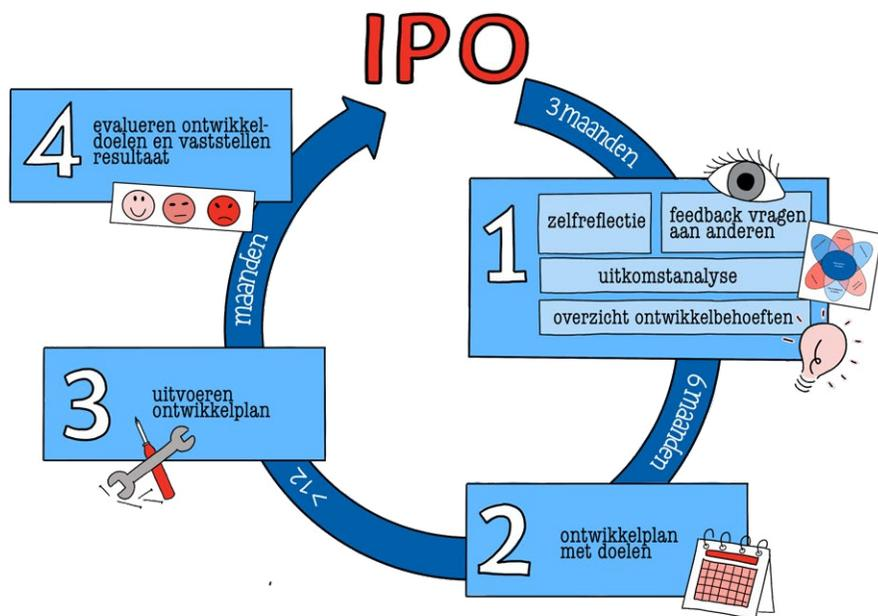 IPO
3 maanden
1
zelfreflectie
feedback vragen
aan anderen
uitkomstanalyse
overzicht ontwikkelbehoeften
6 maanden
2
ontwikkelplan
met doelen
>12
maanden
3
uitvoeren
ontwikkelplan
4
evalueren ontwikkel-
doelen en vaststellen
resultaat